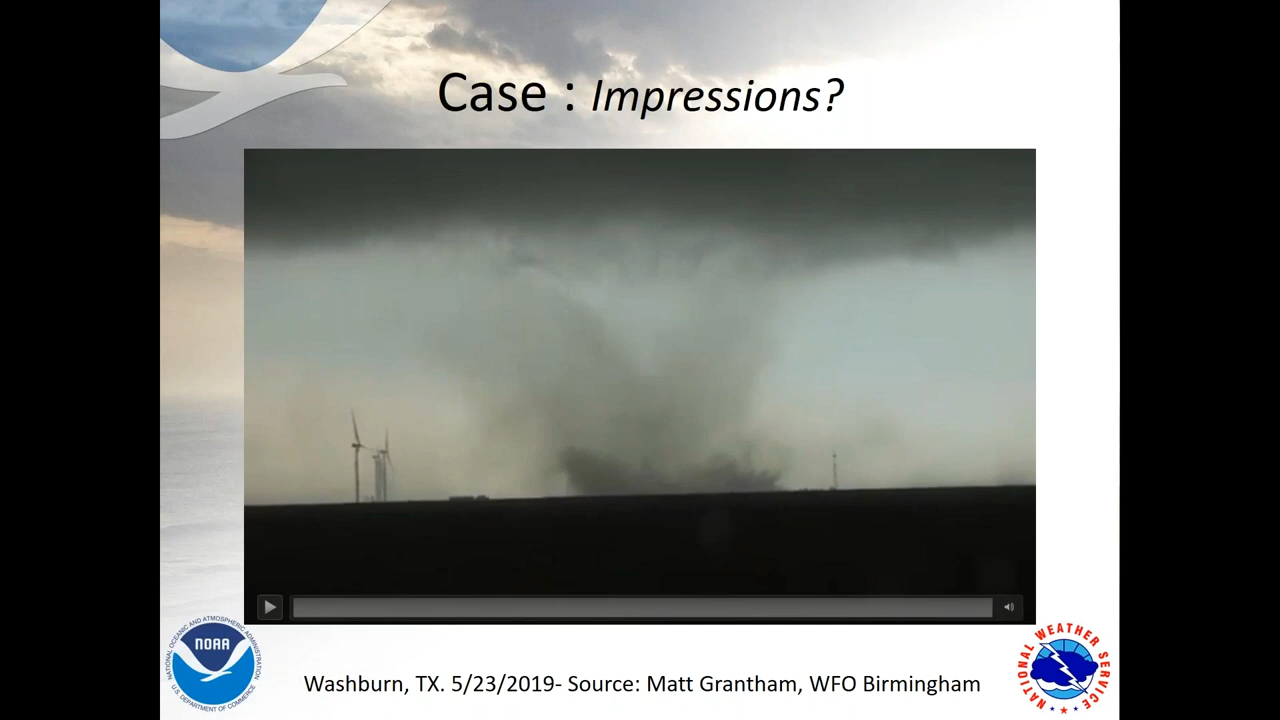 Case : Impressions?
NOAA
NATIONAL OCEANIC AND ATMOSPHERIC ADMINISTRATION
U.S. DEPARTMENT OF COMMERCE
Washburn, TX. 5/23/2019- Source: Matt Grantham, WFO Birmingham
NATIONAL WEATHER SERVICE